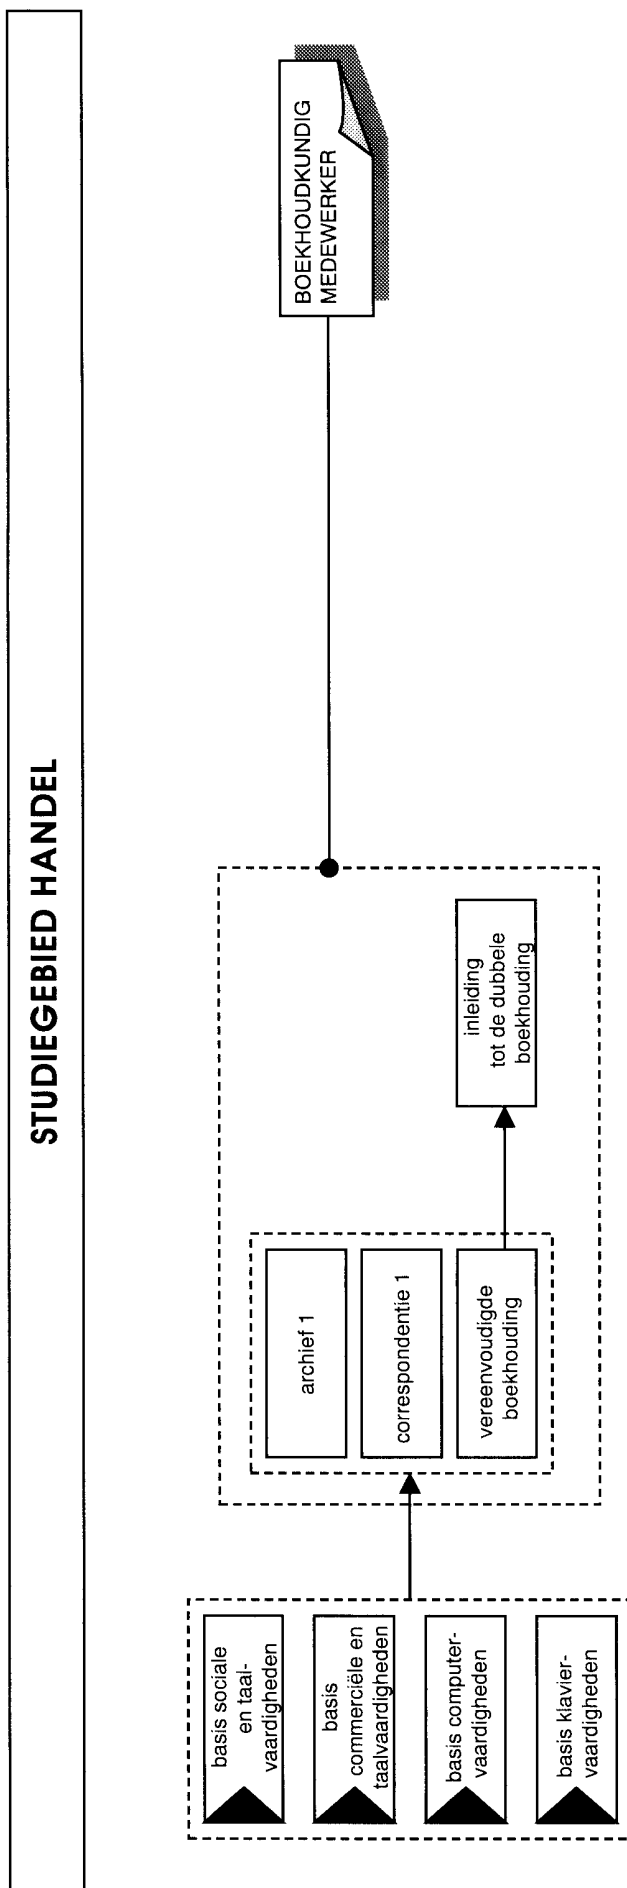 STUDIEGEBIED HANDEL
basis sociale
en taal-
vaardigheden
basis
commerciële en
taalvaardigheden
basis computer-
vaardigheden
basis klavier-
vaardigheden
archief 1
correspondentie 1
vereenvoudigde
boekhouding
inleiding
tot de dubbele
boekhouding
BOEKHOUDKUNDIG
MEDEWERKER